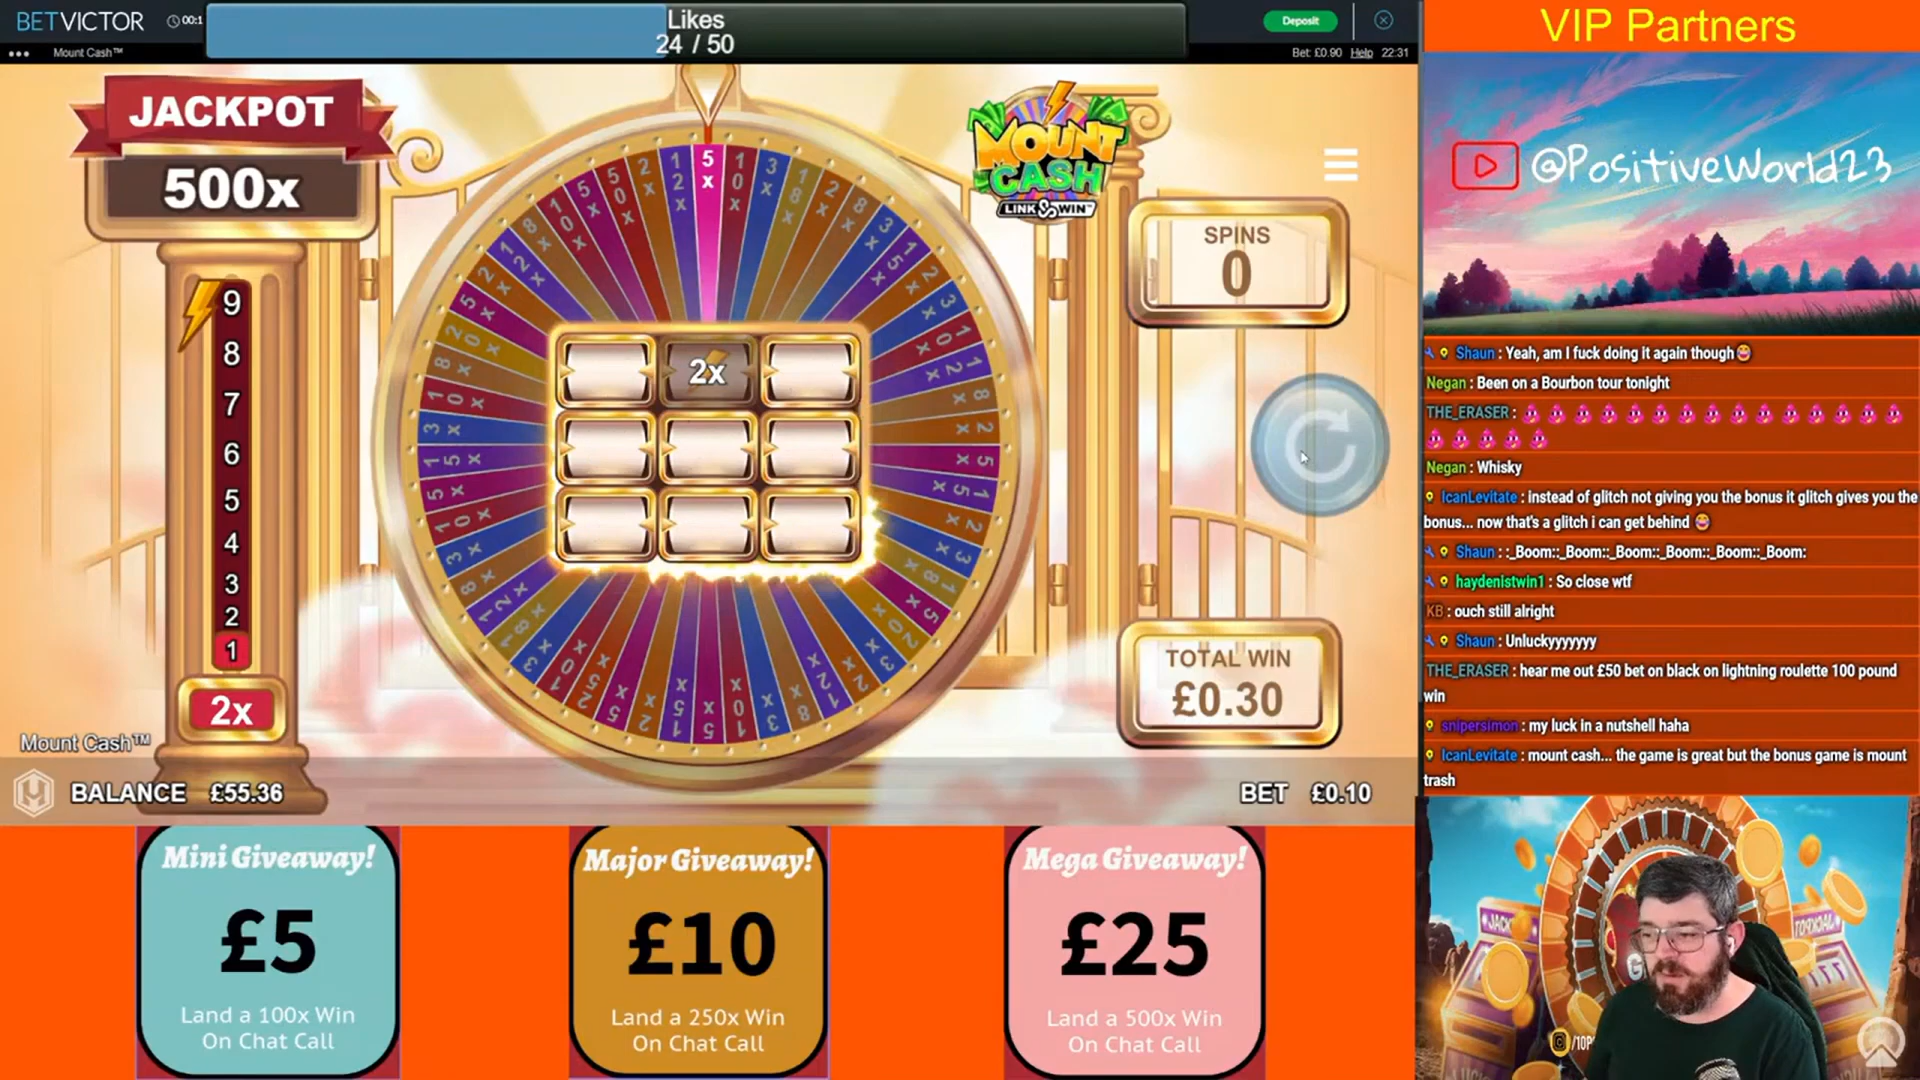 BETVICTOR
00:1
Likes
24 / 50
Deposit
Mount Cash™
Bet: £0.90 Help 22:31
VIP Partners
@PositiveWorld23
JACKPOT
500x
MOUNT
CASH
LINK & WIN™
SPINS
0
9
8
7
6
5
4
3
2
1
2x
5
x
2x
TOTAL WIN
£0.30
Mount Cash™
BALANCE £55.36
BET £0.10
Shaun : Yeah, am I fuck doing it again though
Negan : Been on a Bourbon tour tonight
THE_ERASER :
Negan : Whisky
IcanLevitate : instead of glitch not giving you the bonus it glitch gives you the
bonus... now that's a glitch i can get behind
Shaun : :_Boom::_Boom::_Boom::_Boom::_Boom::_Boom:
haydenistwin1 : So close wtf
KB : ouch still alright
Shaun : Unluckyyyyyy
THE_ERASER : hear me out £50 bet on black on lightning roulette 100 pound
win
snipersimon : my luck in a nutshell haha
IcanLevitate : mount cash... the game is great but the bonus game is mount
trash
Mini Giveaway!
£5
Land a 100x Win
On Chat Call
Major Giveaway!
£10
Land a 250x Win
On Chat Call
Mega Giveaway!
£25
Land a 500x Win
On Chat Call